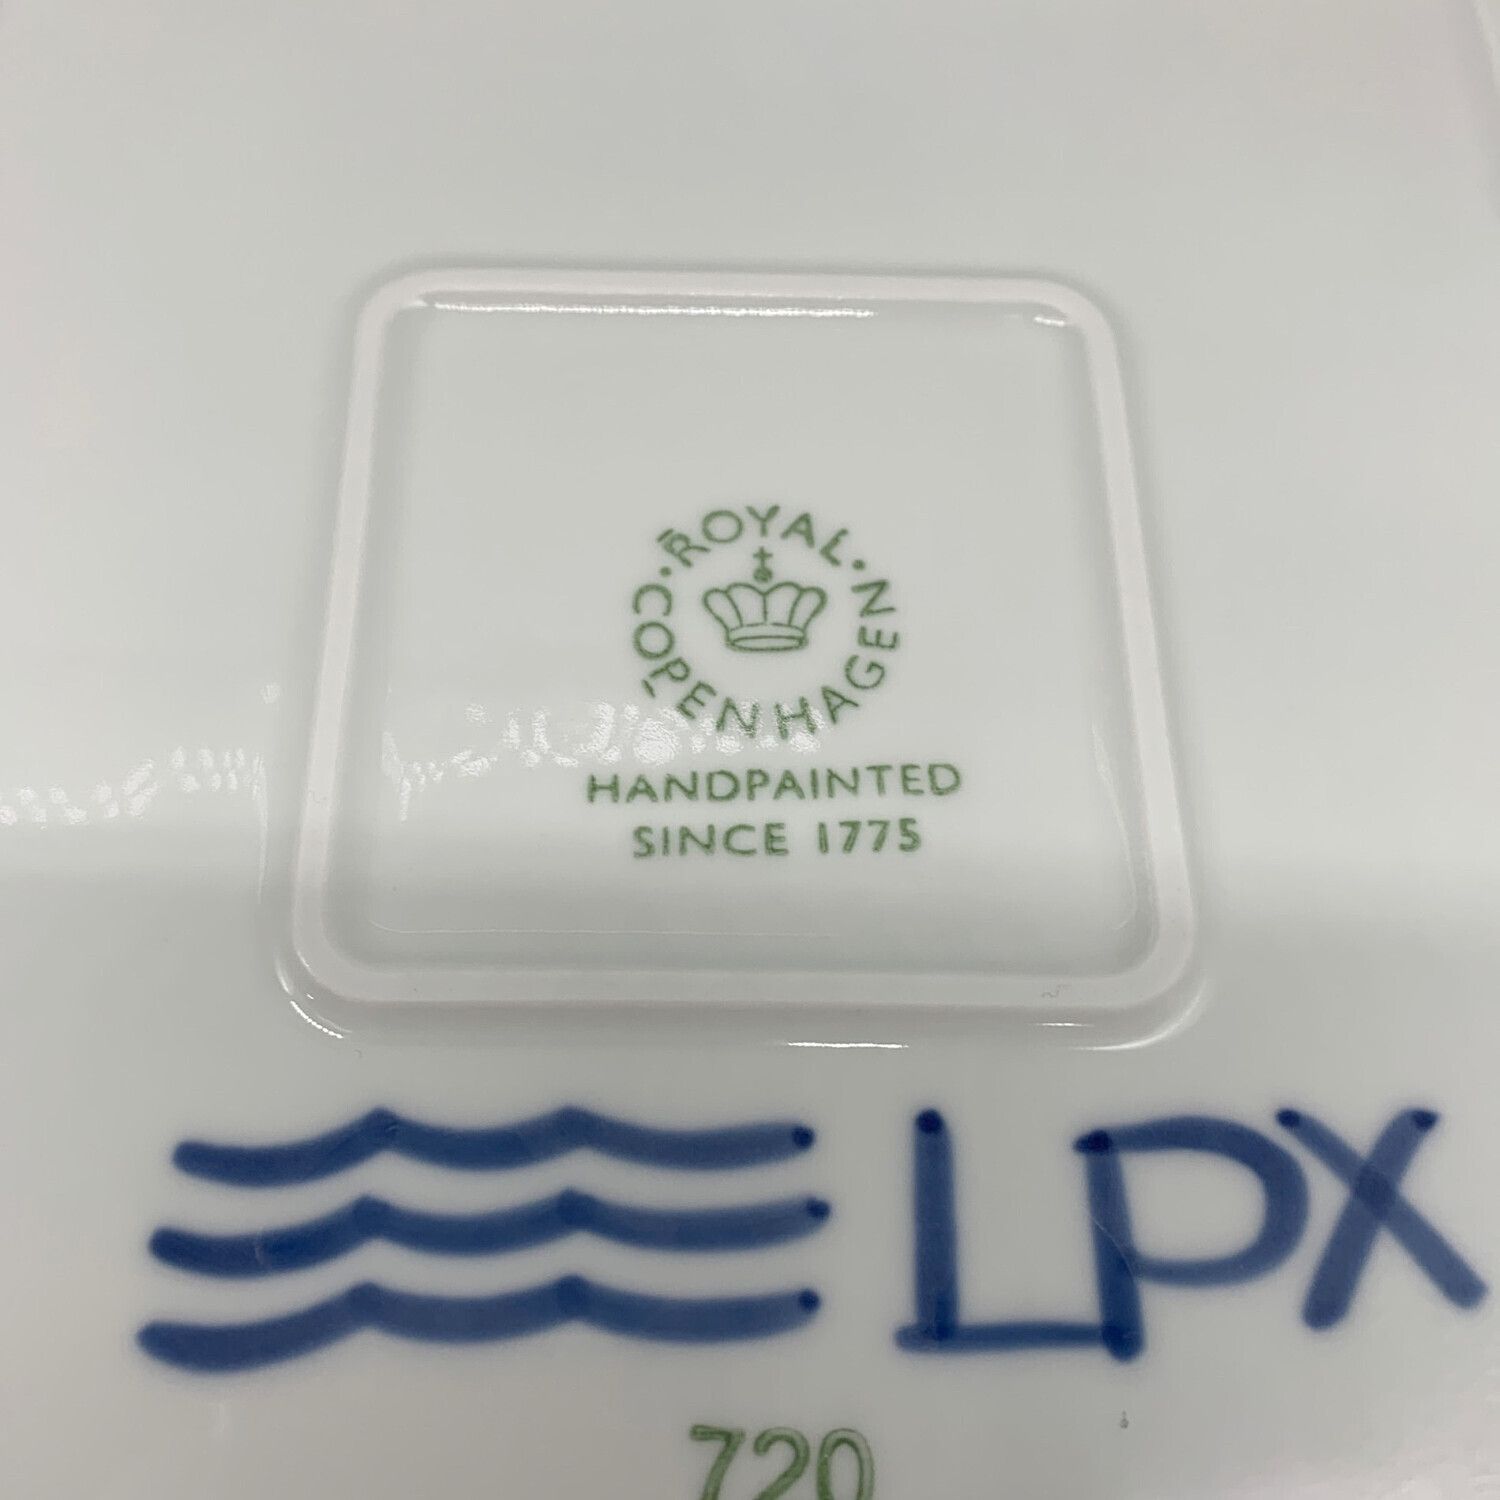 ROYAL · COPENHAGEN ·
HANDPAINTED
SINCE 1775
LPX
720